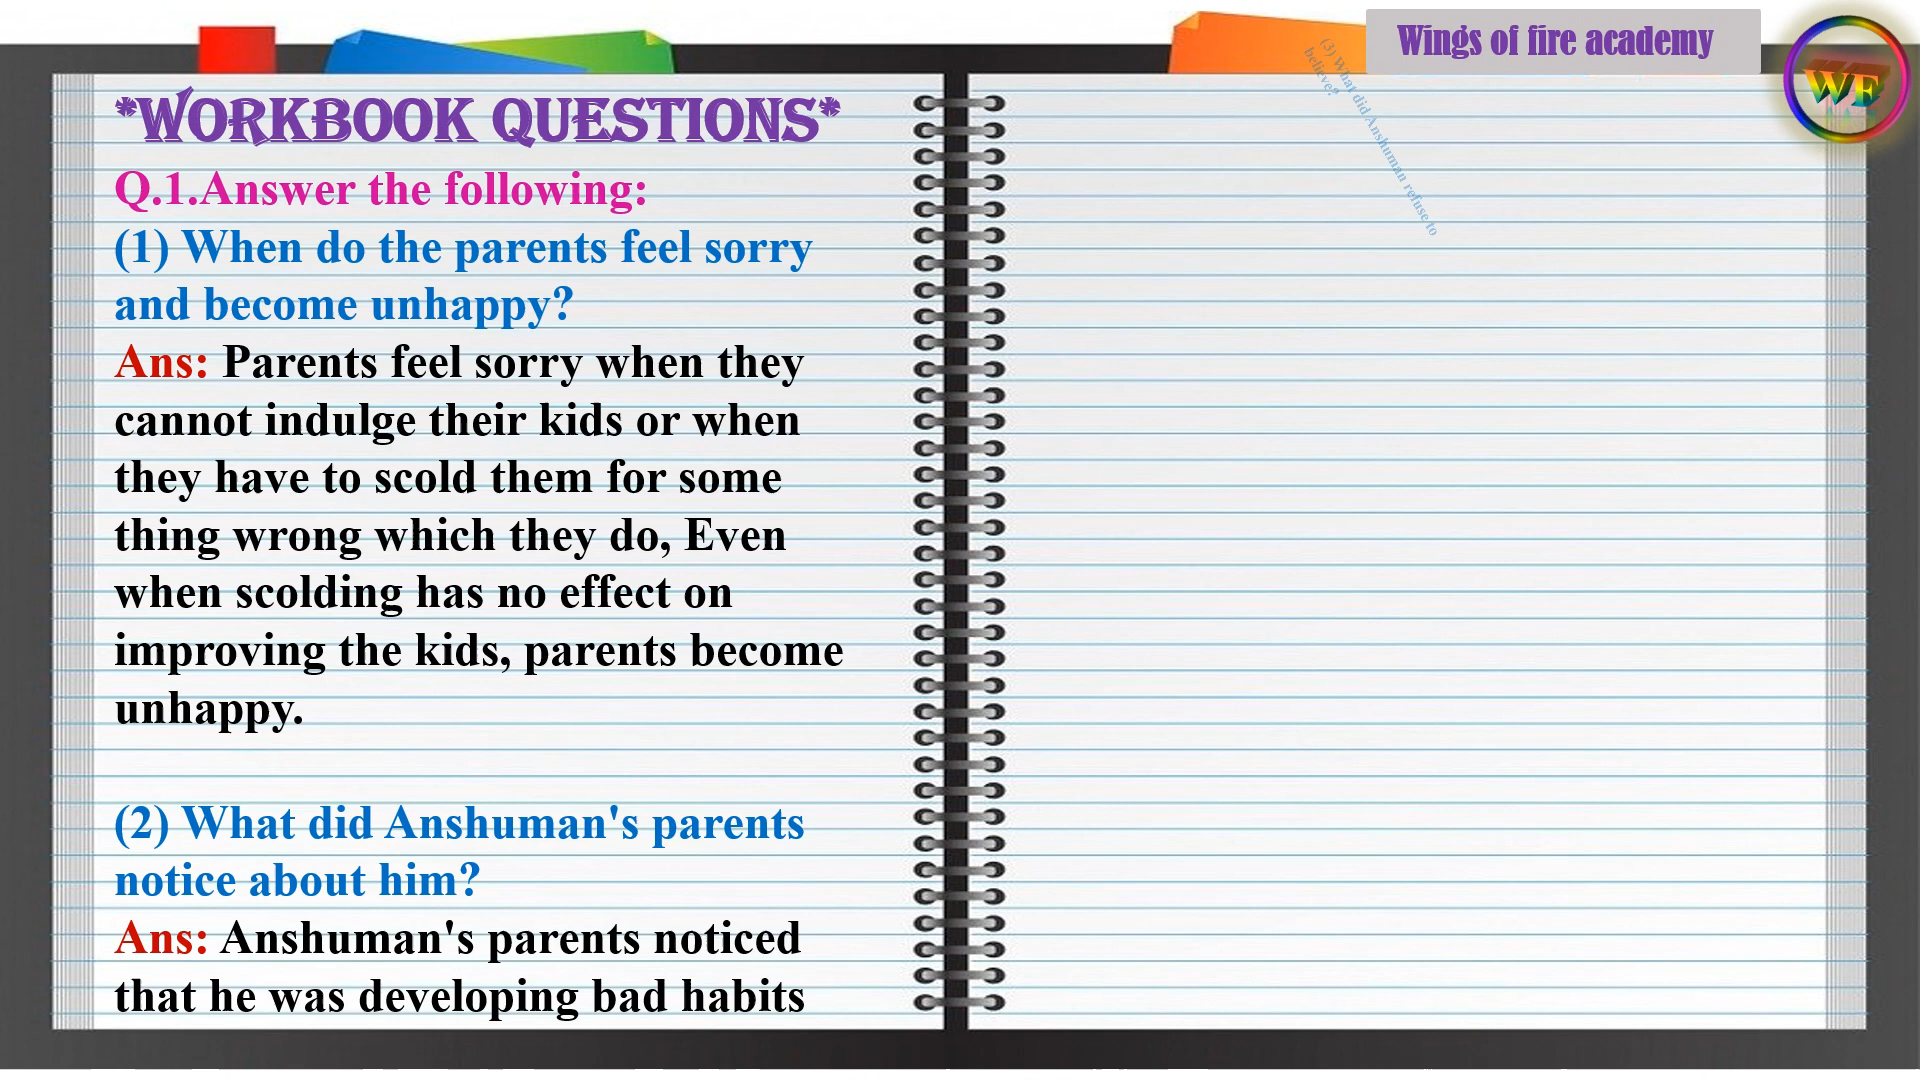 *WORKBOOK QUESTIONS*
Q.1.Answer the following:
(1) When do the parents feel sorry
and become unhappy?
Ans: Parents feel sorry when they
cannot indulge their kids or when
they have to scold them for some
thing wrong which they do, Even
when scolding has no effect on
improving the kids, parents become
unhappy.
(2) What did Anshuman's parents
notice about him?
Ans: Anshuman's parents noticed
that he was developing bad habits
Wings of fire academy
WE
(3) What did Anshuman refuse to
believe?